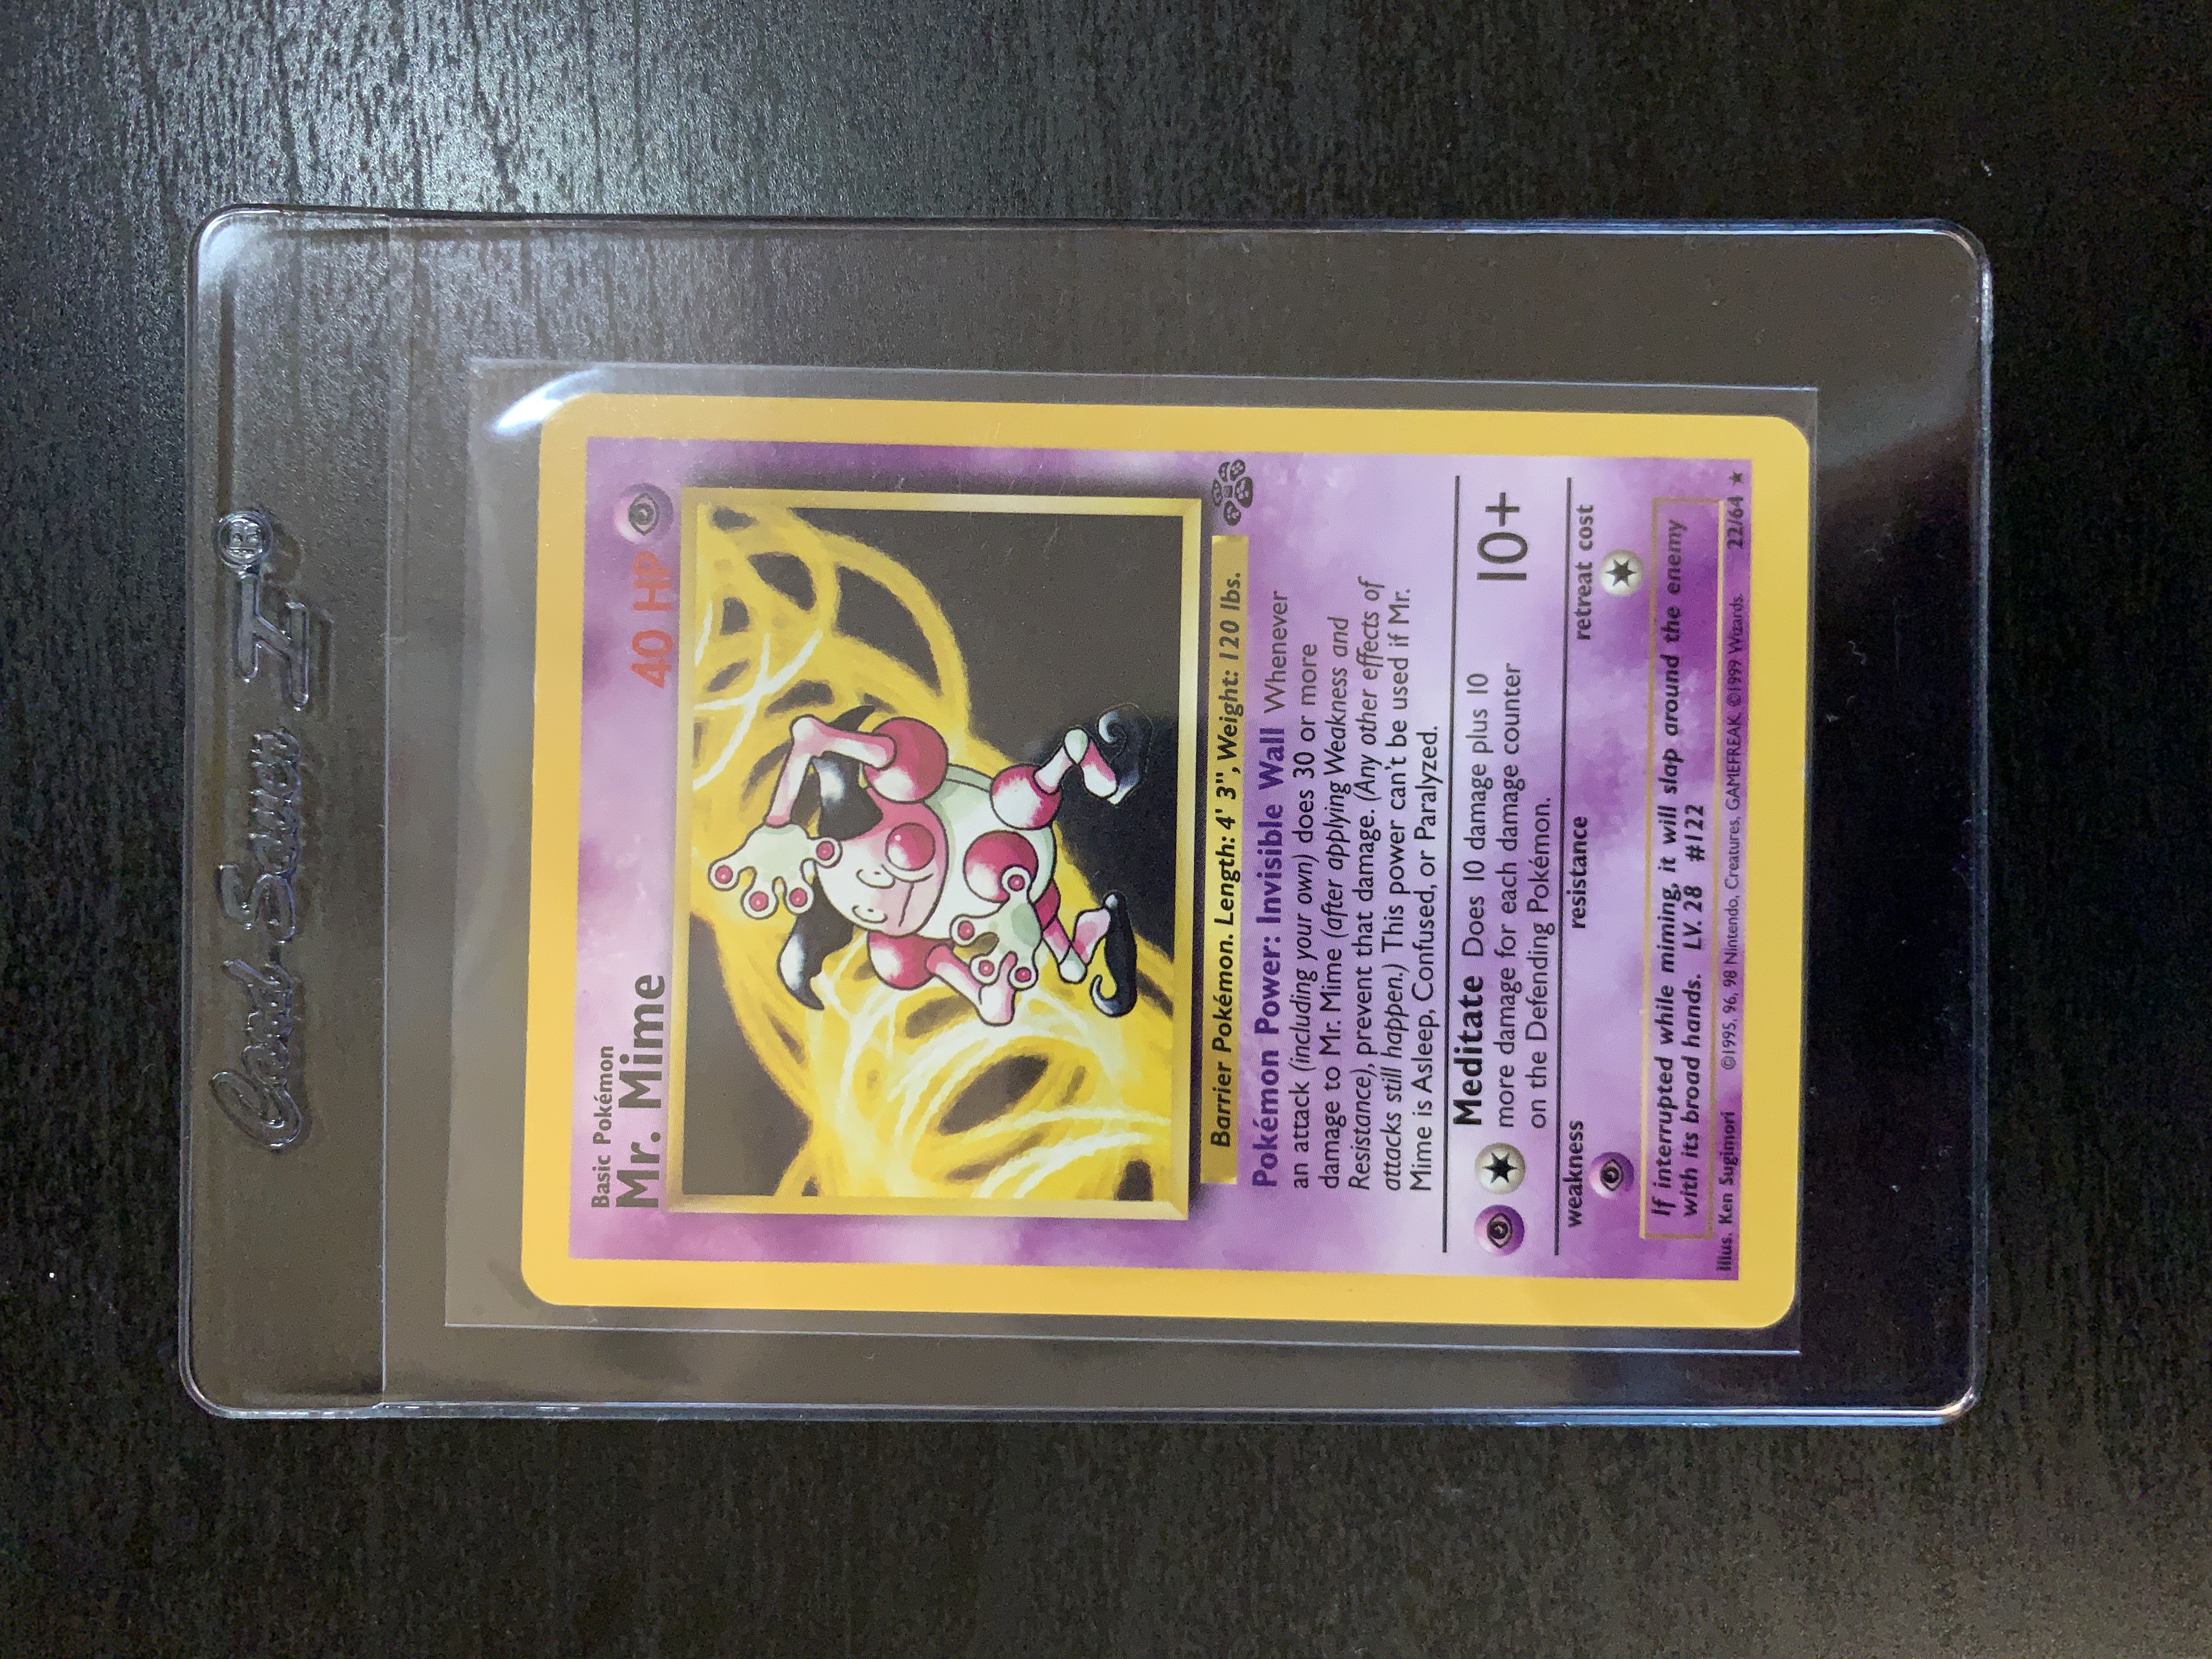 Card Saver I®
Basic Pokémon
Mr. Mime
40 HP
Barrier Pokémon. Length: 4' 3", Weight: 120 lbs.
Pokémon Power: Invisible Wall Whenever
an attack (including your own) does 30 or more
damage to Mr. Mime (after applying Weakness and
Resistance), prevent that damage. (Any other effects of
attacks still happen.) This power can't be used if Mr.
Mime is Asleep, Confused, or Paralyzed.
Meditate Does 10 damage plus 10
more damage for each damage counter
on the Defending Pokémon.
10+
weakness
resistance
retreat cost
If interrupted while miming, it will slap around the enemy
with its broad hands. LV. 28 #122
Illus. Ken Sugimori ©1995, 96, 98 Nintendo, Creatures, GAMEFREAK. ©1999 Wizards. 22/64 ★